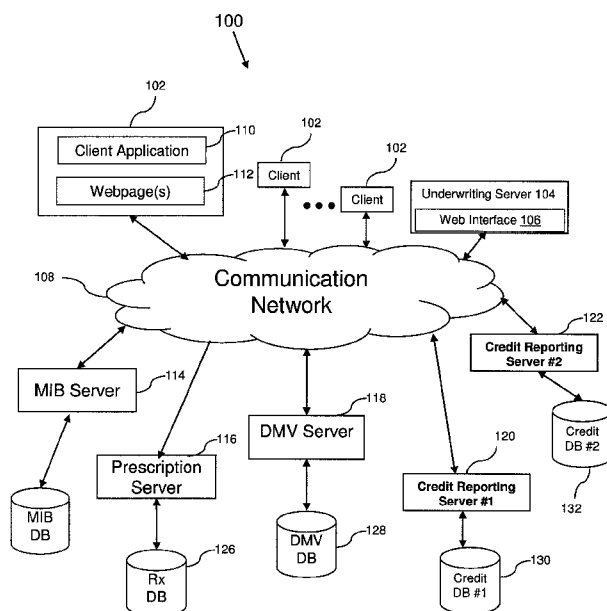 100
102
110
Client Application
112
Webpage(s)
102
Client
102
Client
Underwriting Server 104
Web Interface 106
108
Communication
Network
122
Credit Reporting
Server #2
MIB Server
114
118
DMV Server
116
Prescription
Server
120
Credit Reporting
Server #1
Credit
DB #2
132
MIB
DB
Rx
DB
126
DMV
DB
128
Credit
DB #1
130